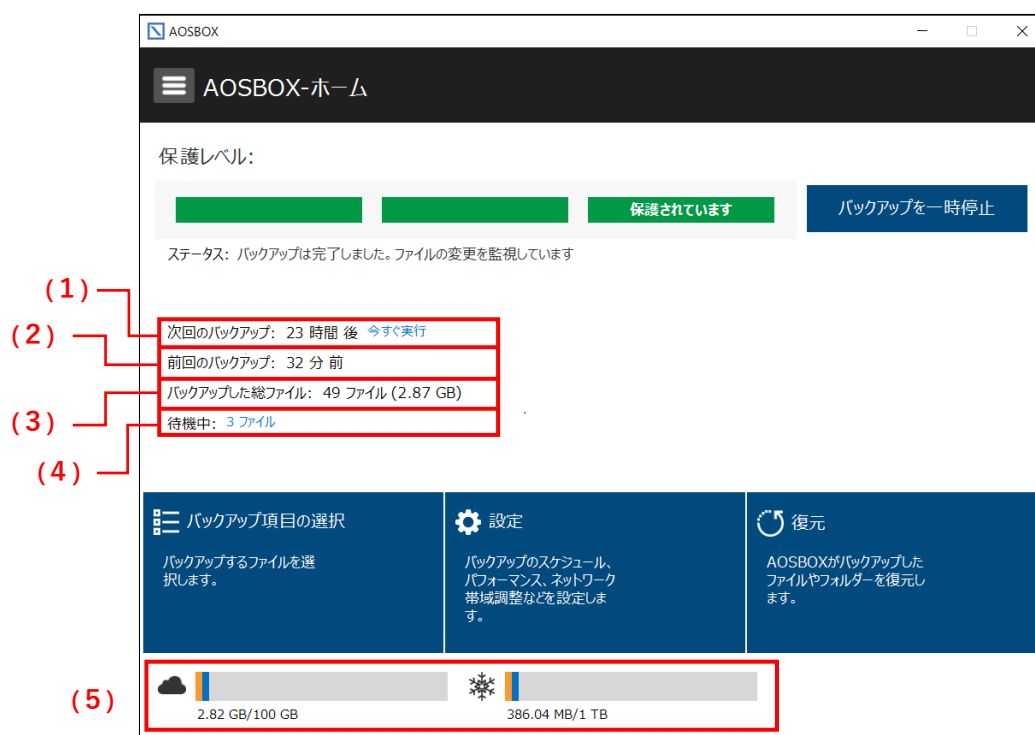 AOSBOX
AOSBOX-ホーム
保護レベル:
保護されています
バックアップを一時停止
ステータス: バックアップは完了しました。ファイルの変更を監視しています
(1)
次回のバックアップ: 23 時間 後 今すぐ実行
(2)
前回のバックアップ: 32 分 前
(3)
バックアップした総ファイル: 49 ファイル (2.87 GB)
(4)
待機中: 3 ファイル
バックアップ項目の選択
バックアップするファイルを選
択します。
設定
バックアップのスケジュール、
パフォーマンス、ネットワーク
帯域調整などを設定しま
す。
復元
AOSBOXがバックアップした
ファイルやフォルダーを復元し
ます。
(5)
2.82 GB/100 GB
386.04 MB/1 TB